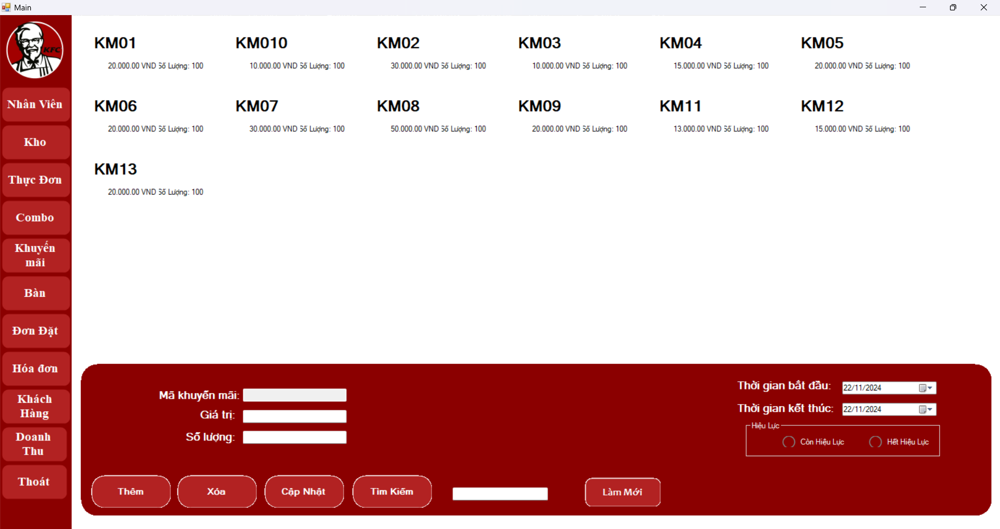 Main
KFC
Nhân Viên
Kho
Thực Đơn
Combo
Khuyến
mãi
Bàn
Đơn Đặt
Hóa đơn
Khách
Hàng
Doanh
Thu
Thoát
KM01
20.000.00 VND Số Lượng: 100
KM010
10.000.00 VND Số Lượng: 100
KM02
30.000.00 VND Số Lượng: 100
KM03
10.000.00 VND Số Lượng: 100
KM04
15.000.00 VND Số Lượng: 100
KM05
20.000.00 VND Số Lượng: 100
KM06
20.000.00 VND Số Lượng: 100
KM07
30.000.00 VND Số Lượng: 100
KM08
50.000.00 VND Số Lượng: 100
KM09
20.000.00 VND Số Lượng: 100
KM11
13.000.00 VND Số Lượng: 100
KM12
15.000.00 VND Số Lượng: 100
KM13
20.000.00 VND Số Lượng: 100
Mã khuyến mãi:
Giá trị:
Số lượng:
Thời gian bắt đầu: 22/11/2024
Thời gian kết thúc: 22/11/2024
Hiệu Lực
Còn Hiệu Lực Hết Hiệu Lực
Thêm Xóa Cập Nhật Tìm Kiếm Làm Mới